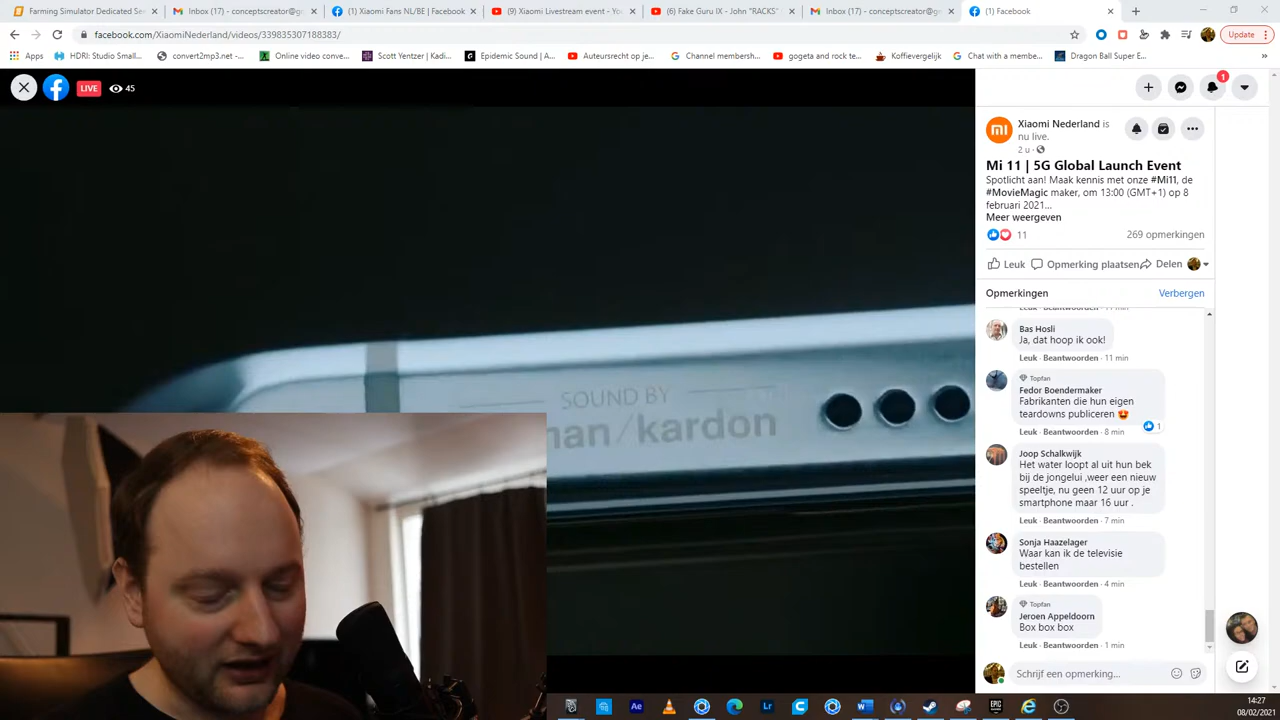 Farming Simulator Dedicated Ser
Inbox (17) - conceptscreator@g
(1) Xiaomi Fans NL/BE | Facebook
(9) Xiaomi Livestream event - You
(6) Fake Guru IX - John "RACKS"
Inbox (17) - conceptscreator@g
(1) Facebook
facebook.com/XiaomiNederland/videos/339835307188383/
Update
Apps
HDRI: Studio Small...
convert2mp3.net -...
Online video conve...
Scott Yentzer | Kadi...
Epidemic Sound | A...
Auteursrecht op je...
Channel membersh...
gogeta and rock te...
Koffievergelijk
Chat with a membe...
Dragon Ball Super E...
LIVE
45
1
Xiaomi Nederland is
nu live.
2 u
Mi 11 | 5G Global Launch Event
Spotlicht aan! Maak kennis met onze #Mi11, de
#MovieMagic maker, om 13:00 (GMT+1) op 8
februari 2021...
Meer weergeven
11
269 opmerkingen
Leuk
Opmerking plaatsen
Delen
Opmerkingen
Verbergen
Bas Hosli
Ja, dat hoop ik ook!
Leuk · Beantwoorden · 11 min
Topfan
Fedor Boendermaker
Fabrikanten die hun eigen
teardowns publiceren 😍
1
Leuk · Beantwoorden · 8 min
Joop Schalkwijk
Het water loopt al uit hun bek
bij de jongelui ,weer een nieuw
speeltje, nu geen 12 uur op je
smartphone maar 16 uur .
Leuk · Beantwoorden · 7 min
Sonja Haazelager
Waar kan ik de televisie
bestellen
Leuk · Beantwoorden · 4 min
Topfan
Jeroen Appeldoorn
Box box box
Leuk · Beantwoorden · 1 min
Schrijf een opmerking...
SOUND BY
man/kardon
14:27
08/02/2021